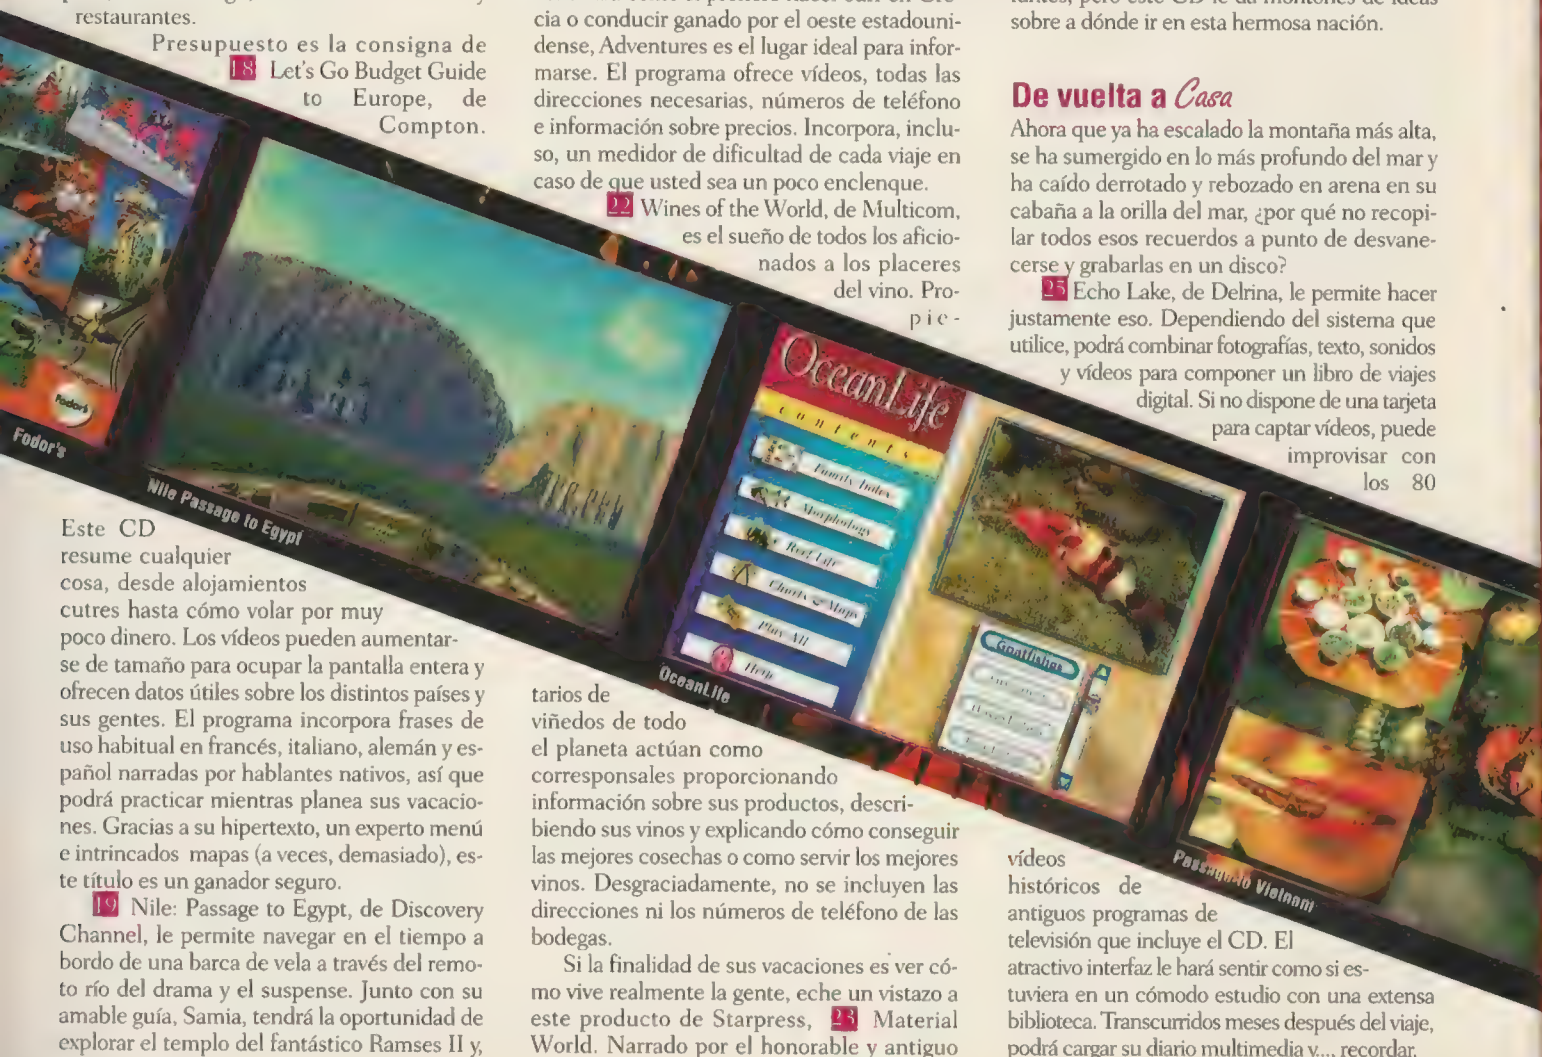 restaurantes.
Presupuesto es la consigna de
18 Let's Go Budget Guide
to Europe, de
Compton.
Este CD
resume cualquier
cosa, desde alojamientos
cutres hasta cómo volar por muy
poco dinero. Los vídeos pueden aumentar-
se de tamaño para ocupar la pantalla entera y
ofrecen datos útiles sobre los distintos países y
sus gentes. El programa incorpora frases de
uso habitual en francés, italiano, alemán y es-
pañol narradas por hablantes nativos, así que
podrá practicar mientras planea sus vacacio-
nes. Gracias a su hipertexto, un experto menú
e intrincados mapas (a veces, demasiado), es-
te título es un ganador seguro.
19 Nile: Passage to Egypt, de Discovery
Channel, le permite navegar en el tiempo a
bordo de una barca de vela a través del remo-
to río del drama y el suspense. Junto con su
amable guía, Samia, tendrá la oportunidad de
explorar el templo del fantástico Ramses II y,
cia o conducir ganado por el oeste estadouni-
dense, Adventures es el lugar ideal para infor-
marse. El programa ofrece vídeos, todas las
direcciones necesarias, números de teléfono
e información sobre precios. Incorpora, inclu-
so, un medidor de dificultad de cada viaje en
caso de que usted sea un poco enclenque.
22 Wines of the World, de Multicom,
es el sueño de todos los aficio-
nados a los placeres
del vino. Pro-
pie-
tarios de
viñedos de todo
el planeta actúan como
corresponsales proporcionando
información sobre sus productos, descri-
biendo sus vinos y explicando cómo conseguir
las mejores cosechas o como servir los mejores
vinos. Desgraciadamente, no se incluyen las
direcciones ni los números de teléfono de las
bodegas.
Si la finalidad de sus vacaciones es ver có-
mo vive realmente la gente, eche un vistazo a
este producto de Starpress, 23 Material
World. Narrado por el honorable y antiguo
sobre a dónde ir en esta hermosa nación.
De vuelta a Casa
Ahora que ya ha escalado la montaña más alta,
se ha sumergido en lo más profundo del mar y
ha caído derrotado y rebozado en arena en su
cabaña a la orilla del mar, ¿por qué no recopi-
lar todos esos recuerdos a punto de desvane-
cerse y grabarlas en un disco?
25 Echo Lake, de Delrina, le permite hacer
justamente eso. Dependiendo del sistema que
utilice, podrá combinar fotografías, texto, sonidos
y vídeos para componer un libro de viajes
digital. Si no dispone de una tarjeta
para captar vídeos, puede
improvisar con
los 80
vídeos
históricos de
antiguos programas de
televisión que incluye el CD. El
atractivo interfaz le hará sentir como si es-
tuviera en un cómodo estudio con una extensa
biblioteca. Transcurridos meses después del viaje,
podrá cargar su diario multimedia y..., recordar.
Fodor's
Fodor's
Nile Passage to Egypt
OceanLife
Contents
Family Index
Morphology
Reef Life
Charts & Maps
Play All
Help
Goatfishes
OceanLife
Passage to Vietnam